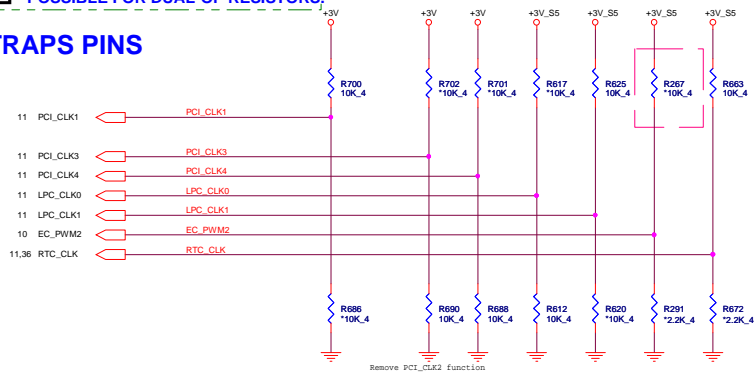 POSSIBLE FOR DUAL OP RESISTORS.
TRAPS PINS
+3V +3V +3V +3V_S5 +3V_S5 +3V_S5 +3V_S5
R700 R702 R701 R617 R625 R267 R663
10K_4 *10K_4 *10K_4 *10K_4 10K_4 *10K_4 10K_4
11 PCI_CLK1 PCI_CLK1
11 PCI_CLK3 PCI_CLK3
11 PCI_CLK4 PCI_CLK4
11 LPC_CLK0 LPC_CLK0
11 LPC_CLK1 LPC_CLK1
10 EC_PWM2 EC_PWM2
11,36 RTC_CLK RTC_CLK
R686 R690 R688 R612 R620 R291 R672
*10K_4 10K_4 10K_4 10K_4 *10K_4 *2.2K_4 *2.2K_4
Remove PCI_CLK2 function